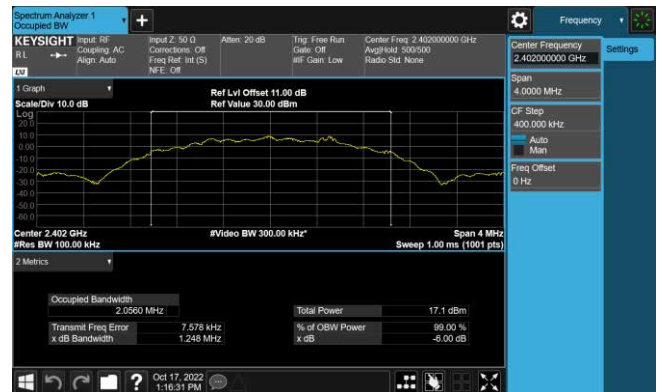 Spectrum Analyzer 1
Occupied BW
+
Frequency
KEYSIGHT
RL
LXI
Input: RF
Coupling: AC
Align: Auto
Input Z: 50 Ω
Corrections: Off
Freq Ref: Int (S)
NFE: Off
Atten: 20 dB
Trig: Free Run
Gate: Off
#IF Gain: Low
Center Freq: 2.402000000 GHz
Avg|Hold: 500/500
Radio Std: None
Center Frequency
2.402000000 GHz
Settings
Span
4.0000 MHz
CF Step
400.000 kHz
Auto
Man
Freq Offset
0 Hz
1 Graph
Scale/Div 10.0 dB
Ref Lvl Offset 11.00 dB
Ref Value 30.00 dBm
Log
20.0
10.0
0.00
-10.0
-20.0
-30.0
-40.0
-50.0
-60.0
Center 2.402 GHz
#Res BW 100.00 kHz
#Video BW 300.00 kHz*
Span 4 MHz
Sweep 1.00 ms (1001 pts)
2 Metrics
Occupied Bandwidth
2.0560 MHz
Total Power 17.1 dBm
Transmit Freq Error 7.578 kHz
% of OBW Power 99.00 %
x dB Bandwidth 1.248 MHz
x dB -6.00 dB
?
Oct 17, 2022
1:16:31 PM